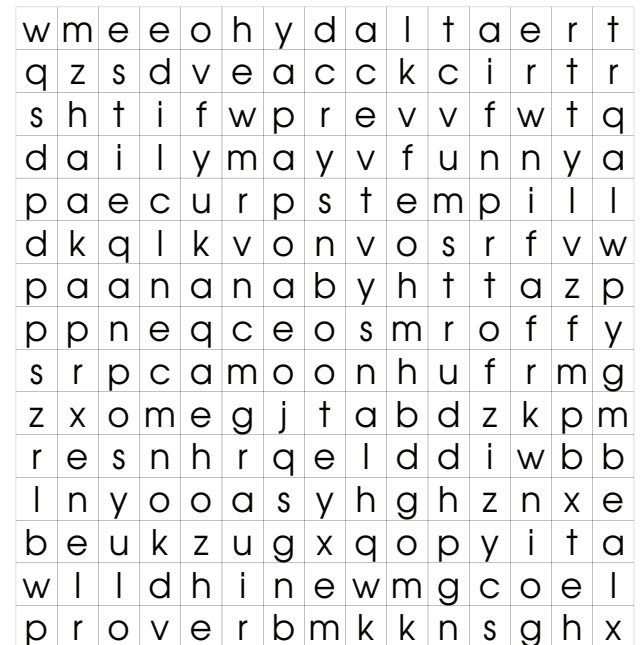 w m e e o h y d a l t a e r t
q z s d v e a c c k c i r t r
s h t i f w p r e v v f w t q
d a i l y m a y v f u n n y a
p a e c u r p s t e m p i l l
d k q l k v o n v o s r f v w
p a a n a n a b y h t t a z p
p p n e q c e o s m r o f f y
s r p c a m o o n h u f r m g
z x o m e g j t a b d z k p m
r e s n h r q e l d d i w b b
l n y o o a s y h g h z n x e
b e u k z u g x q o p y i t a
w l l d h i n e w m g c o e l
p r o v e r b m k k n s g h x